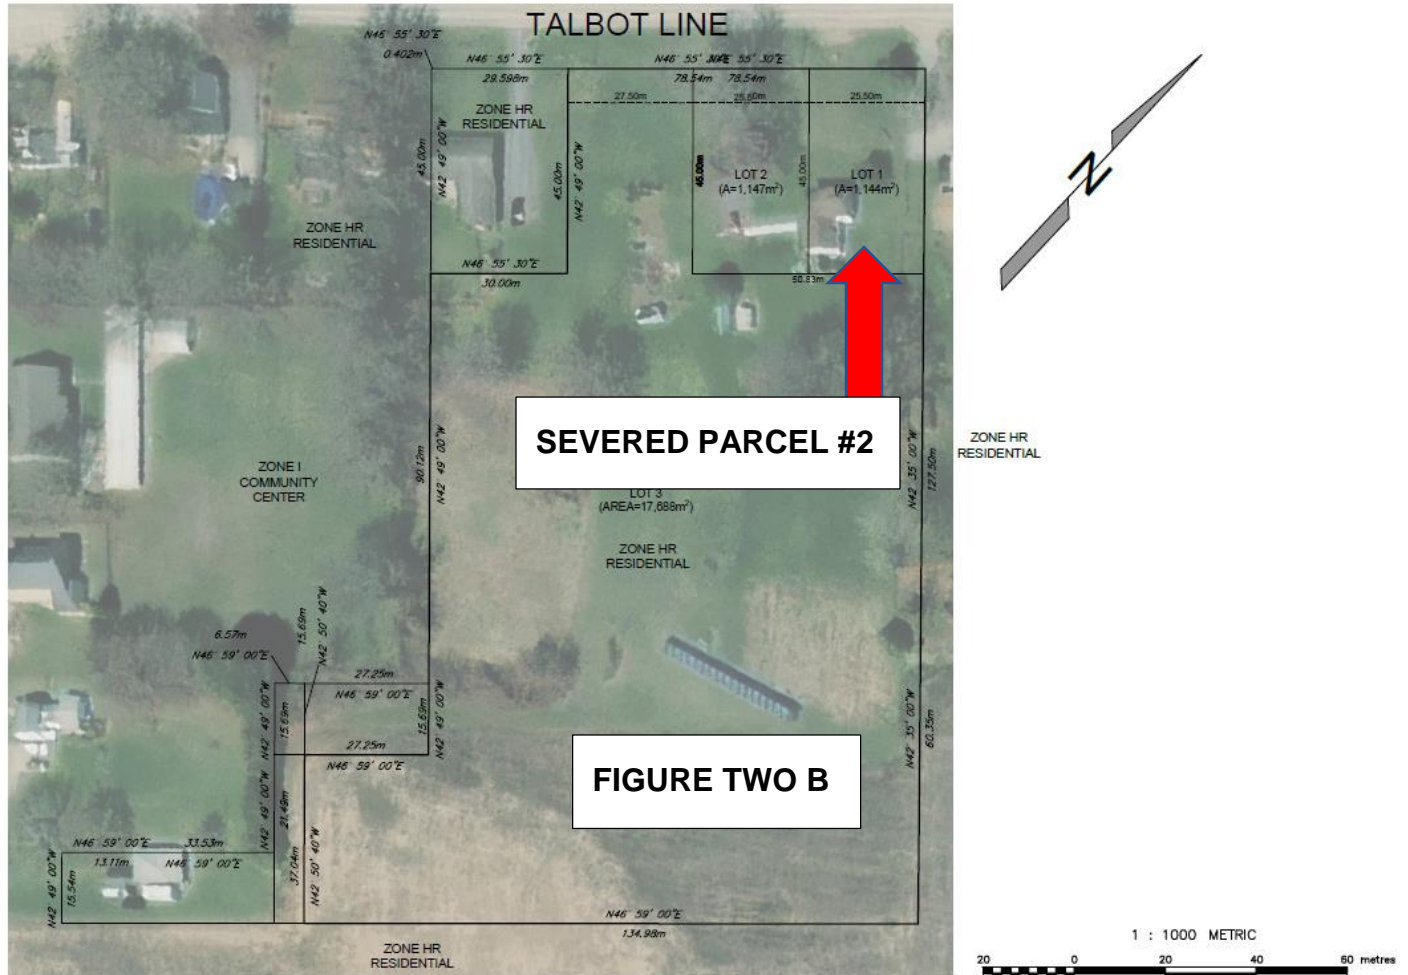 TALBOT LINE
N46° 55' 30"E
0.402m
N46° 55' 30"E
29.598m
N46° 55' 30"E
55' 30"E
78.54m
78.54m
27.50m
25.50m
ZONE HR
RESIDENTIAL
45.00m
N42° 49' 00"W
45.00m
N42° 49' 00"W
45.00m
45.00m
LOT 2
(A=1,147m²)
LOT 1
(A=1,144m²)
ZONE HR
RESIDENTIAL
N46° 55' 30"E
30.00m
50.83m
N
SEVERED PARCEL #2
ZONE HR
RESIDENTIAL
90.12m
N42° 49' 00"W
N42° 35' 00"W
127.50m
ZONE I
COMMUNITY
CENTER
LOT 3
(AREA=17,688m²)
ZONE HR
RESIDENTIAL
6.57m
N46° 59' 00"E
15.69m
N42° 50' 40"W
27.25m
N46° 59' 00"E
N42° 49' 00"W
15.69m
15.69m
N42° 49' 00"W
27.25m
N46° 59' 00"E
N42° 35' 00"W
60.35m
FIGURE TWO B
N42° 49' 00"W
21.49m
37.04m
N42° 50' 40"W
N46° 59' 00"E
33.53m
13.11m
N46° 59' 00"E
N42° 49' 00"W
15.54m
N46° 59' 00"E
134.98m
ZONE HR
RESIDENTIAL
1 : 1000 METRIC
20 0 20 40 60 metres